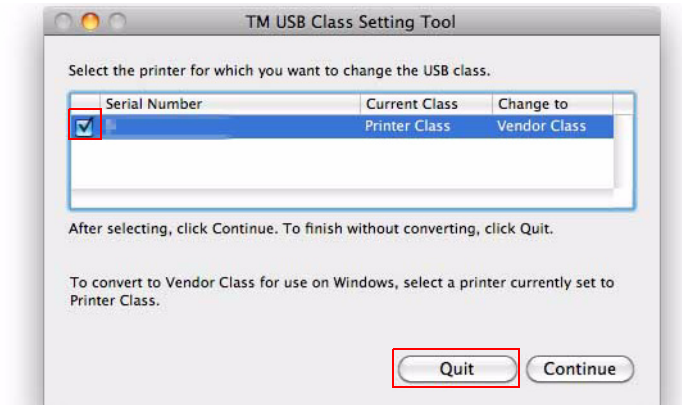 TM USB Class Setting Tool
Select the printer for which you want to change the USB class.
Serial Number Current Class Change to
Printer Class Vendor Class
After selecting, click Continue. To finish without converting, click Quit.
To convert to Vendor Class for use on Windows, select a printer currently set to
Printer Class.
Quit Continue